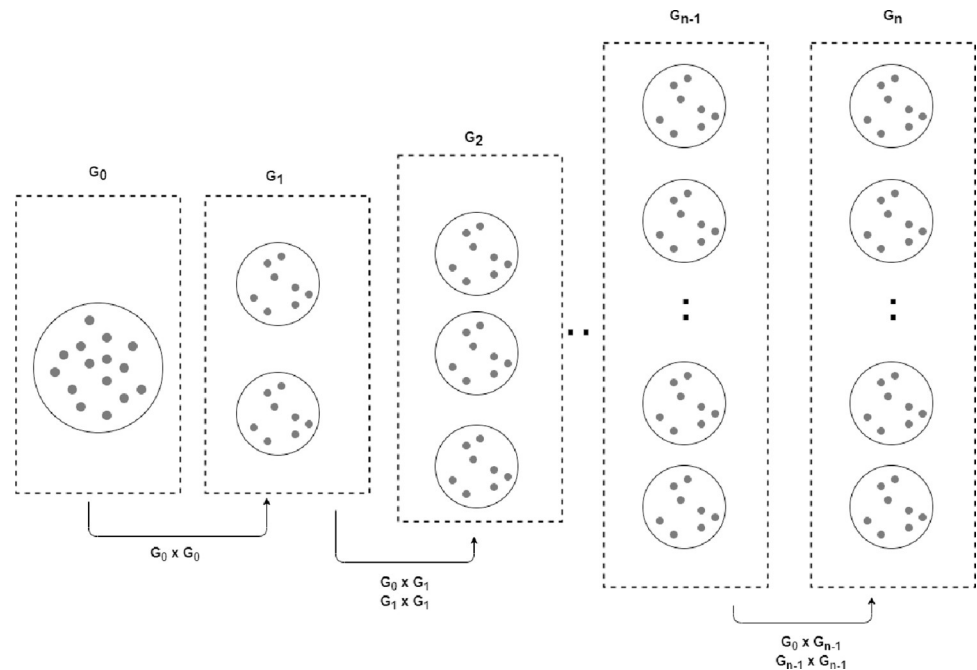 G₀
G₁
G₂
Gₙ₋₁
Gₙ
G₀ x G₀
G₀ x G₁
G₁ x G₁
G₀ x Gₙ₋₁
Gₙ₋₁ x Gₙ₋₁